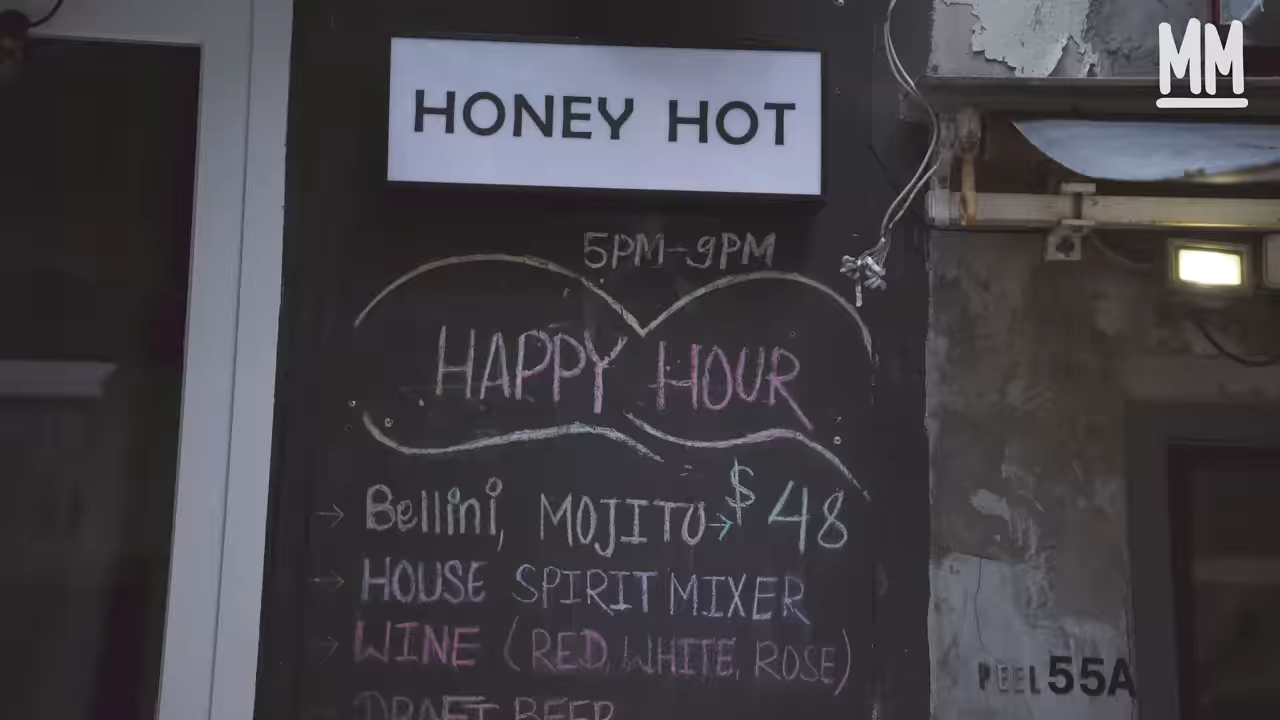 MM
HONEY HOT
5PM-9PM
HAPPY HOUR
→ Bellini, MOJITO→$48
→ HOUSE SPIRIT MIXER
→ WINE (RED, WHITE, ROSE)
DRAFT BEER
PEEL 55A